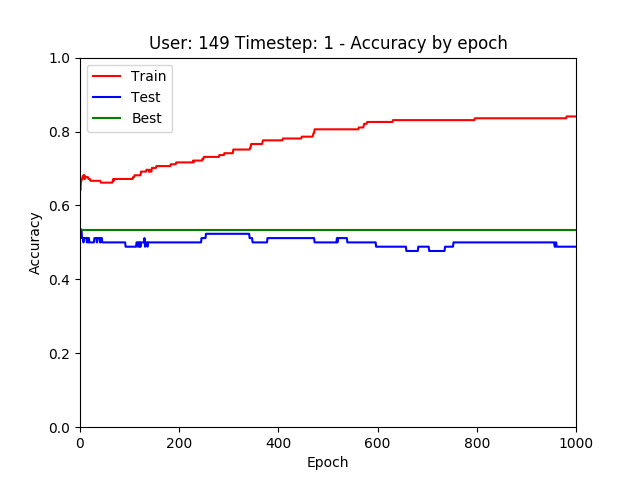 User: 149 Timestep: 1 - Accuracy by epoch
Train
Test
Best
1.0
0.8
0.6
0.4
0.2
0.0
Accuracy
0 200 400 600 800 1000
Epoch